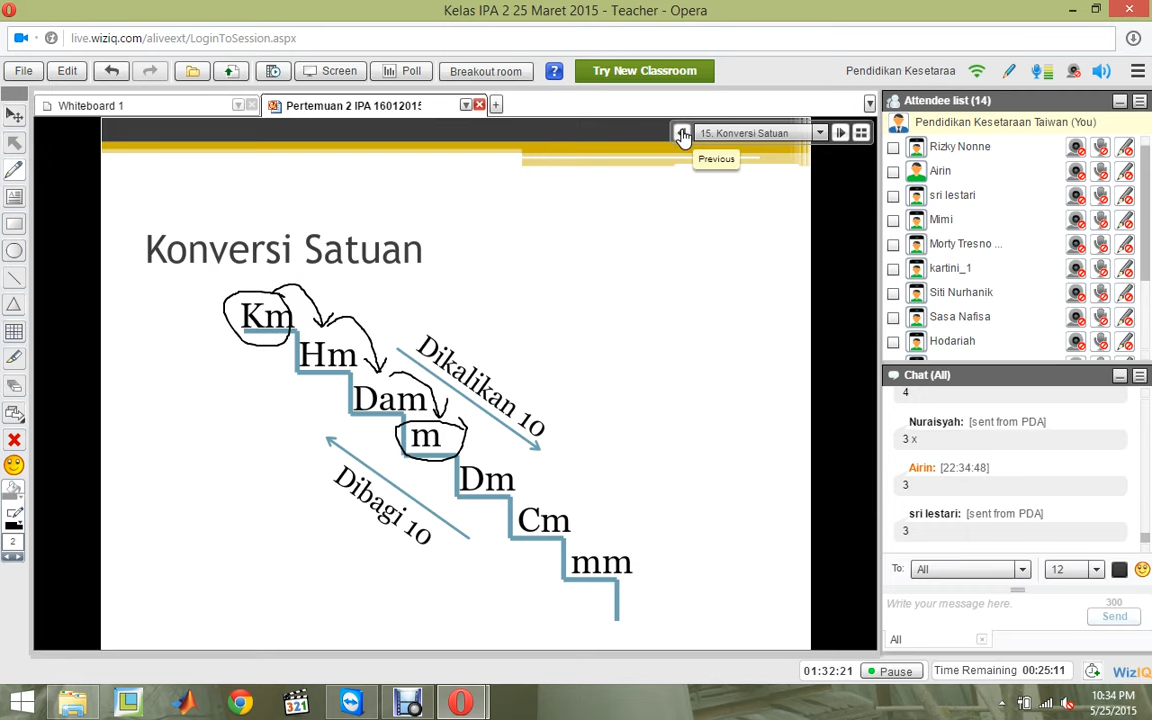 Kelas IPA 2 25 Maret 2015 - Teacher - Opera
live.wiziq.com/aliveext/LoginToSession.aspx
File Edit Screen Poll Breakout room ? Try New Classroom Pendidikan Kesetaraa
Whiteboard 1 Pertemuan 2 IPA 16012015
Attendee list (14)
Pendidikan Kesetaraan Taiwan (You)
15. Konversi Satuan
Previous
Rizky Nonne
Airin
sri lestari
Mimi
Morty Tresno ...
kartini_1
Siti Nurhanik
Sasa Nafisa
Hodariah
Konversi Satuan
Km
Hm
Dam
m
Dm
Cm
mm
Dikalikan 10
Dibagi 10
Chat (All)
4
Nuraisyah: [sent from PDA]
3 x
Airin: [22:34:48]
3
sri lestari: [sent from PDA]
3
To: All 12
Write your message here. 300
Send
All
2
01:32:21 Pause Time Remaining 00:25:11 WizIQ
321
10:34 PM
5/25/2015